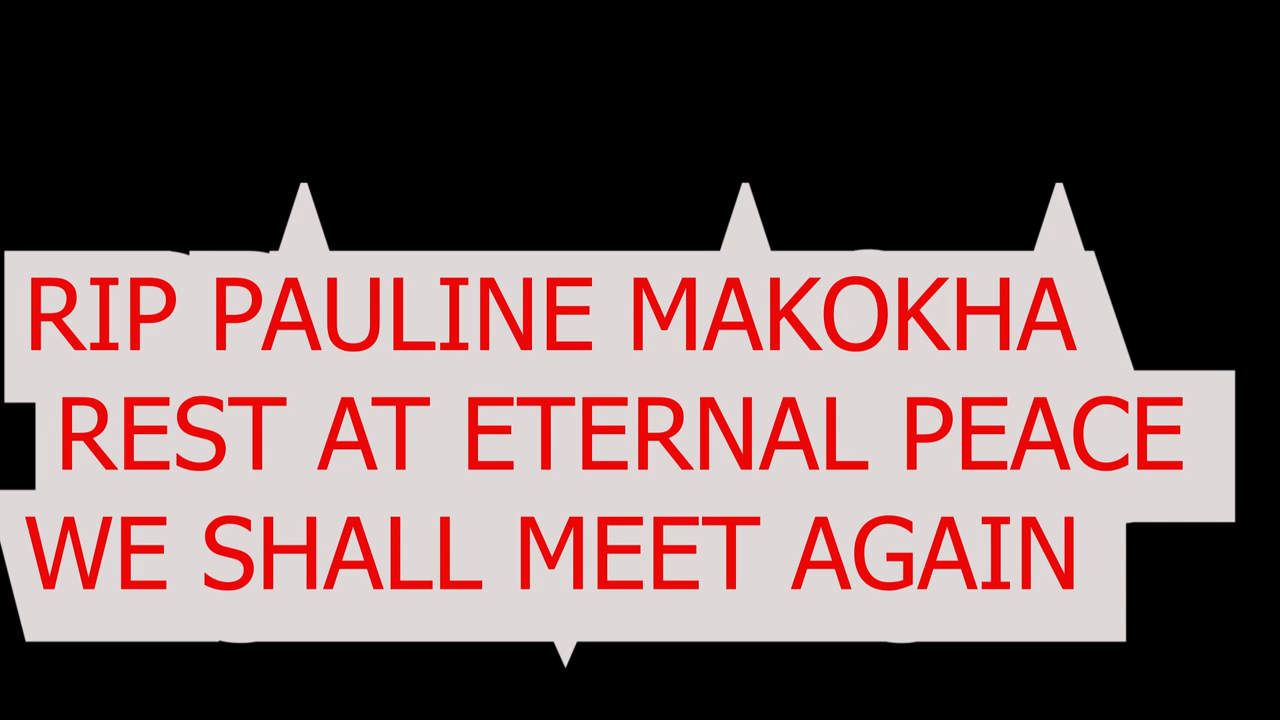 RIP PAULINE MAKOKHA
REST AT ETERNAL PEACE
WE SHALL MEET AGAIN